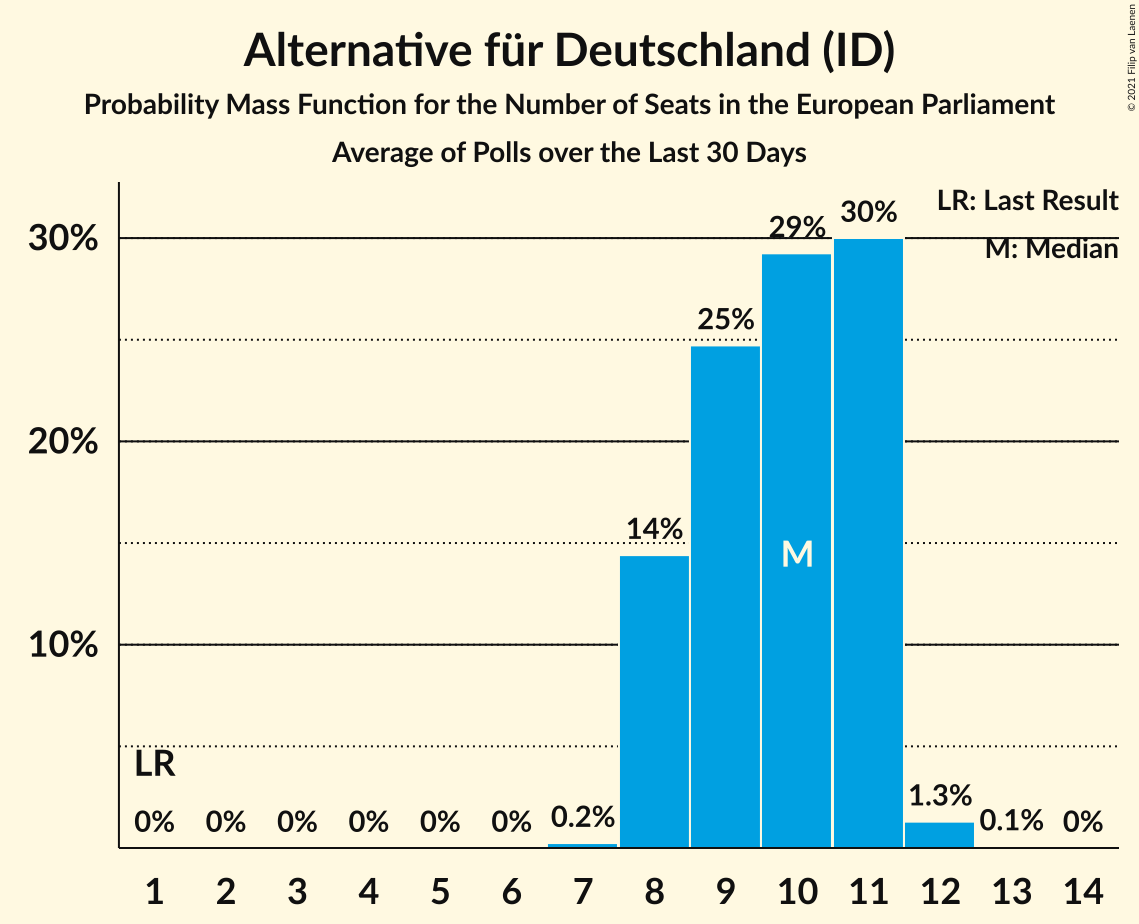 Alternative für Deutschland (ID)
Probability Mass Function for the Number of Seats in the European Parliament
Average of Polls over the Last 30 Days
© 2021 Filip van Laenen
LR: Last Result
M: Median
30%
20%
10%
LR
0% 0% 0% 0% 0% 0% 0.2% 14% 25% 29% 30% 1.3% 0.1% 0%
M
1 2 3 4 5 6 7 8 9 10 11 12 13 14